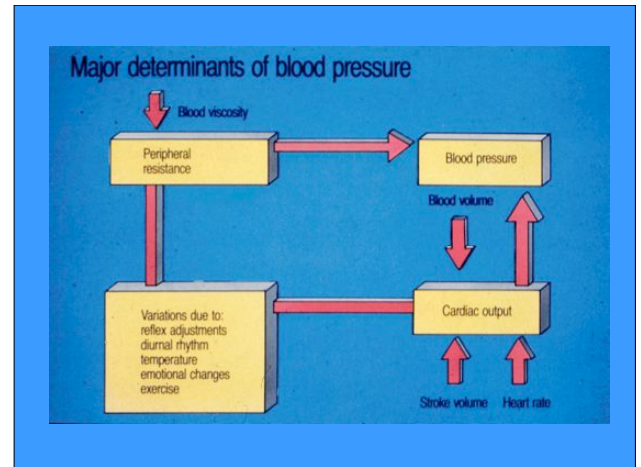 Major determinants of blood pressure
Blood viscosity
Peripheral
resistance
Blood pressure
Blood volume
Variations due to:
reflex adjustments
diurnal rhythm
temperature
emotional changes
exercise
Cardiac output
Stroke volume
Heart rate